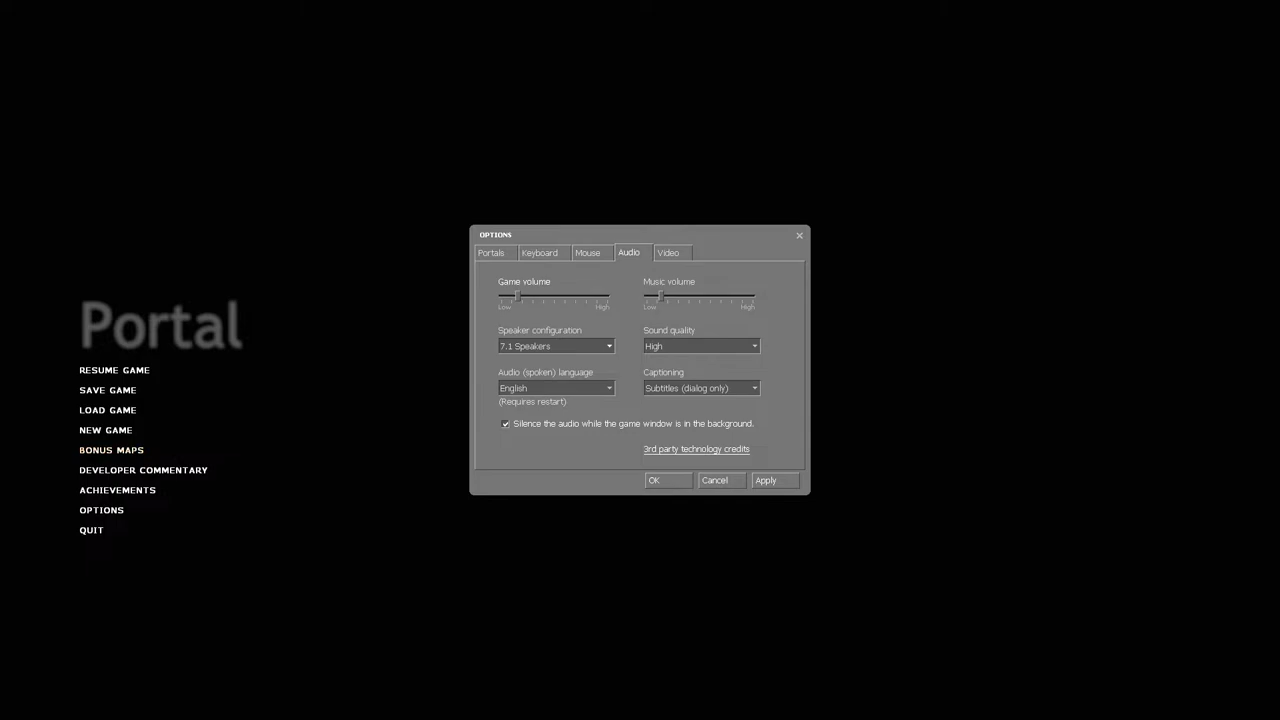 OPTIONS
Portals Keyboard Mouse Audio Video
Game volume Music volume
Low High Low High
Speaker configuration Sound quality
7.1 Speakers High
Audio (spoken) language Captioning
English Subtitles (dialog only)
(Requires restart)
Silence the audio while the game window is in the background.
3rd party technology credits
OK Cancel Apply
Portal
RESUME GAME
SAVE GAME
LOAD GAME
NEW GAME
BONUS MAPS
DEVELOPER COMMENTARY
ACHIEVEMENTS
OPTIONS
QUIT